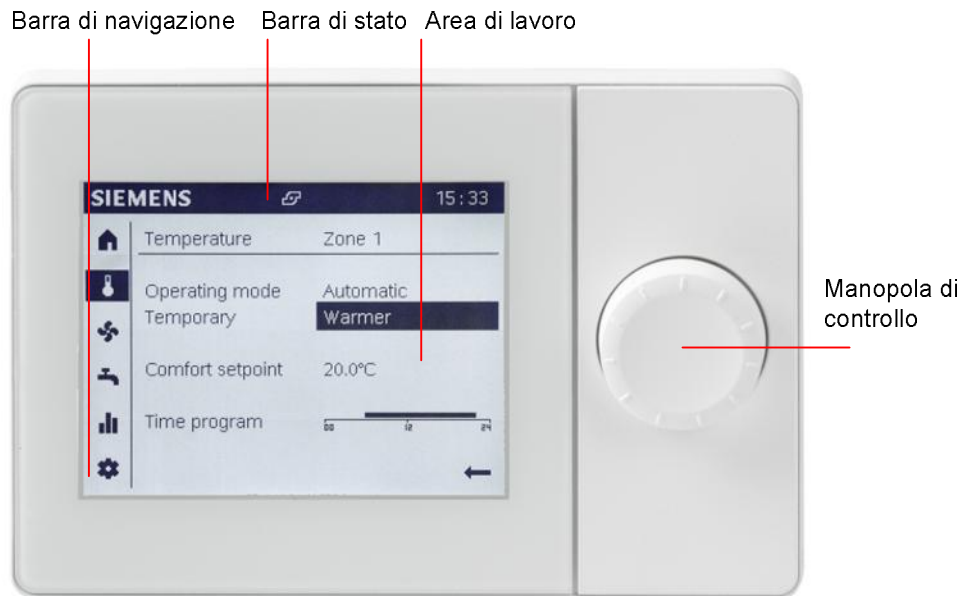 Barra di navigazione Barra di stato Area di lavoro
SIEMENS 15:33
Temperature Zone 1
Operating mode Automatic
Temporary Warmer
Comfort setpoint 20.0°C
Time program
00 12 24
Manopola di
controllo